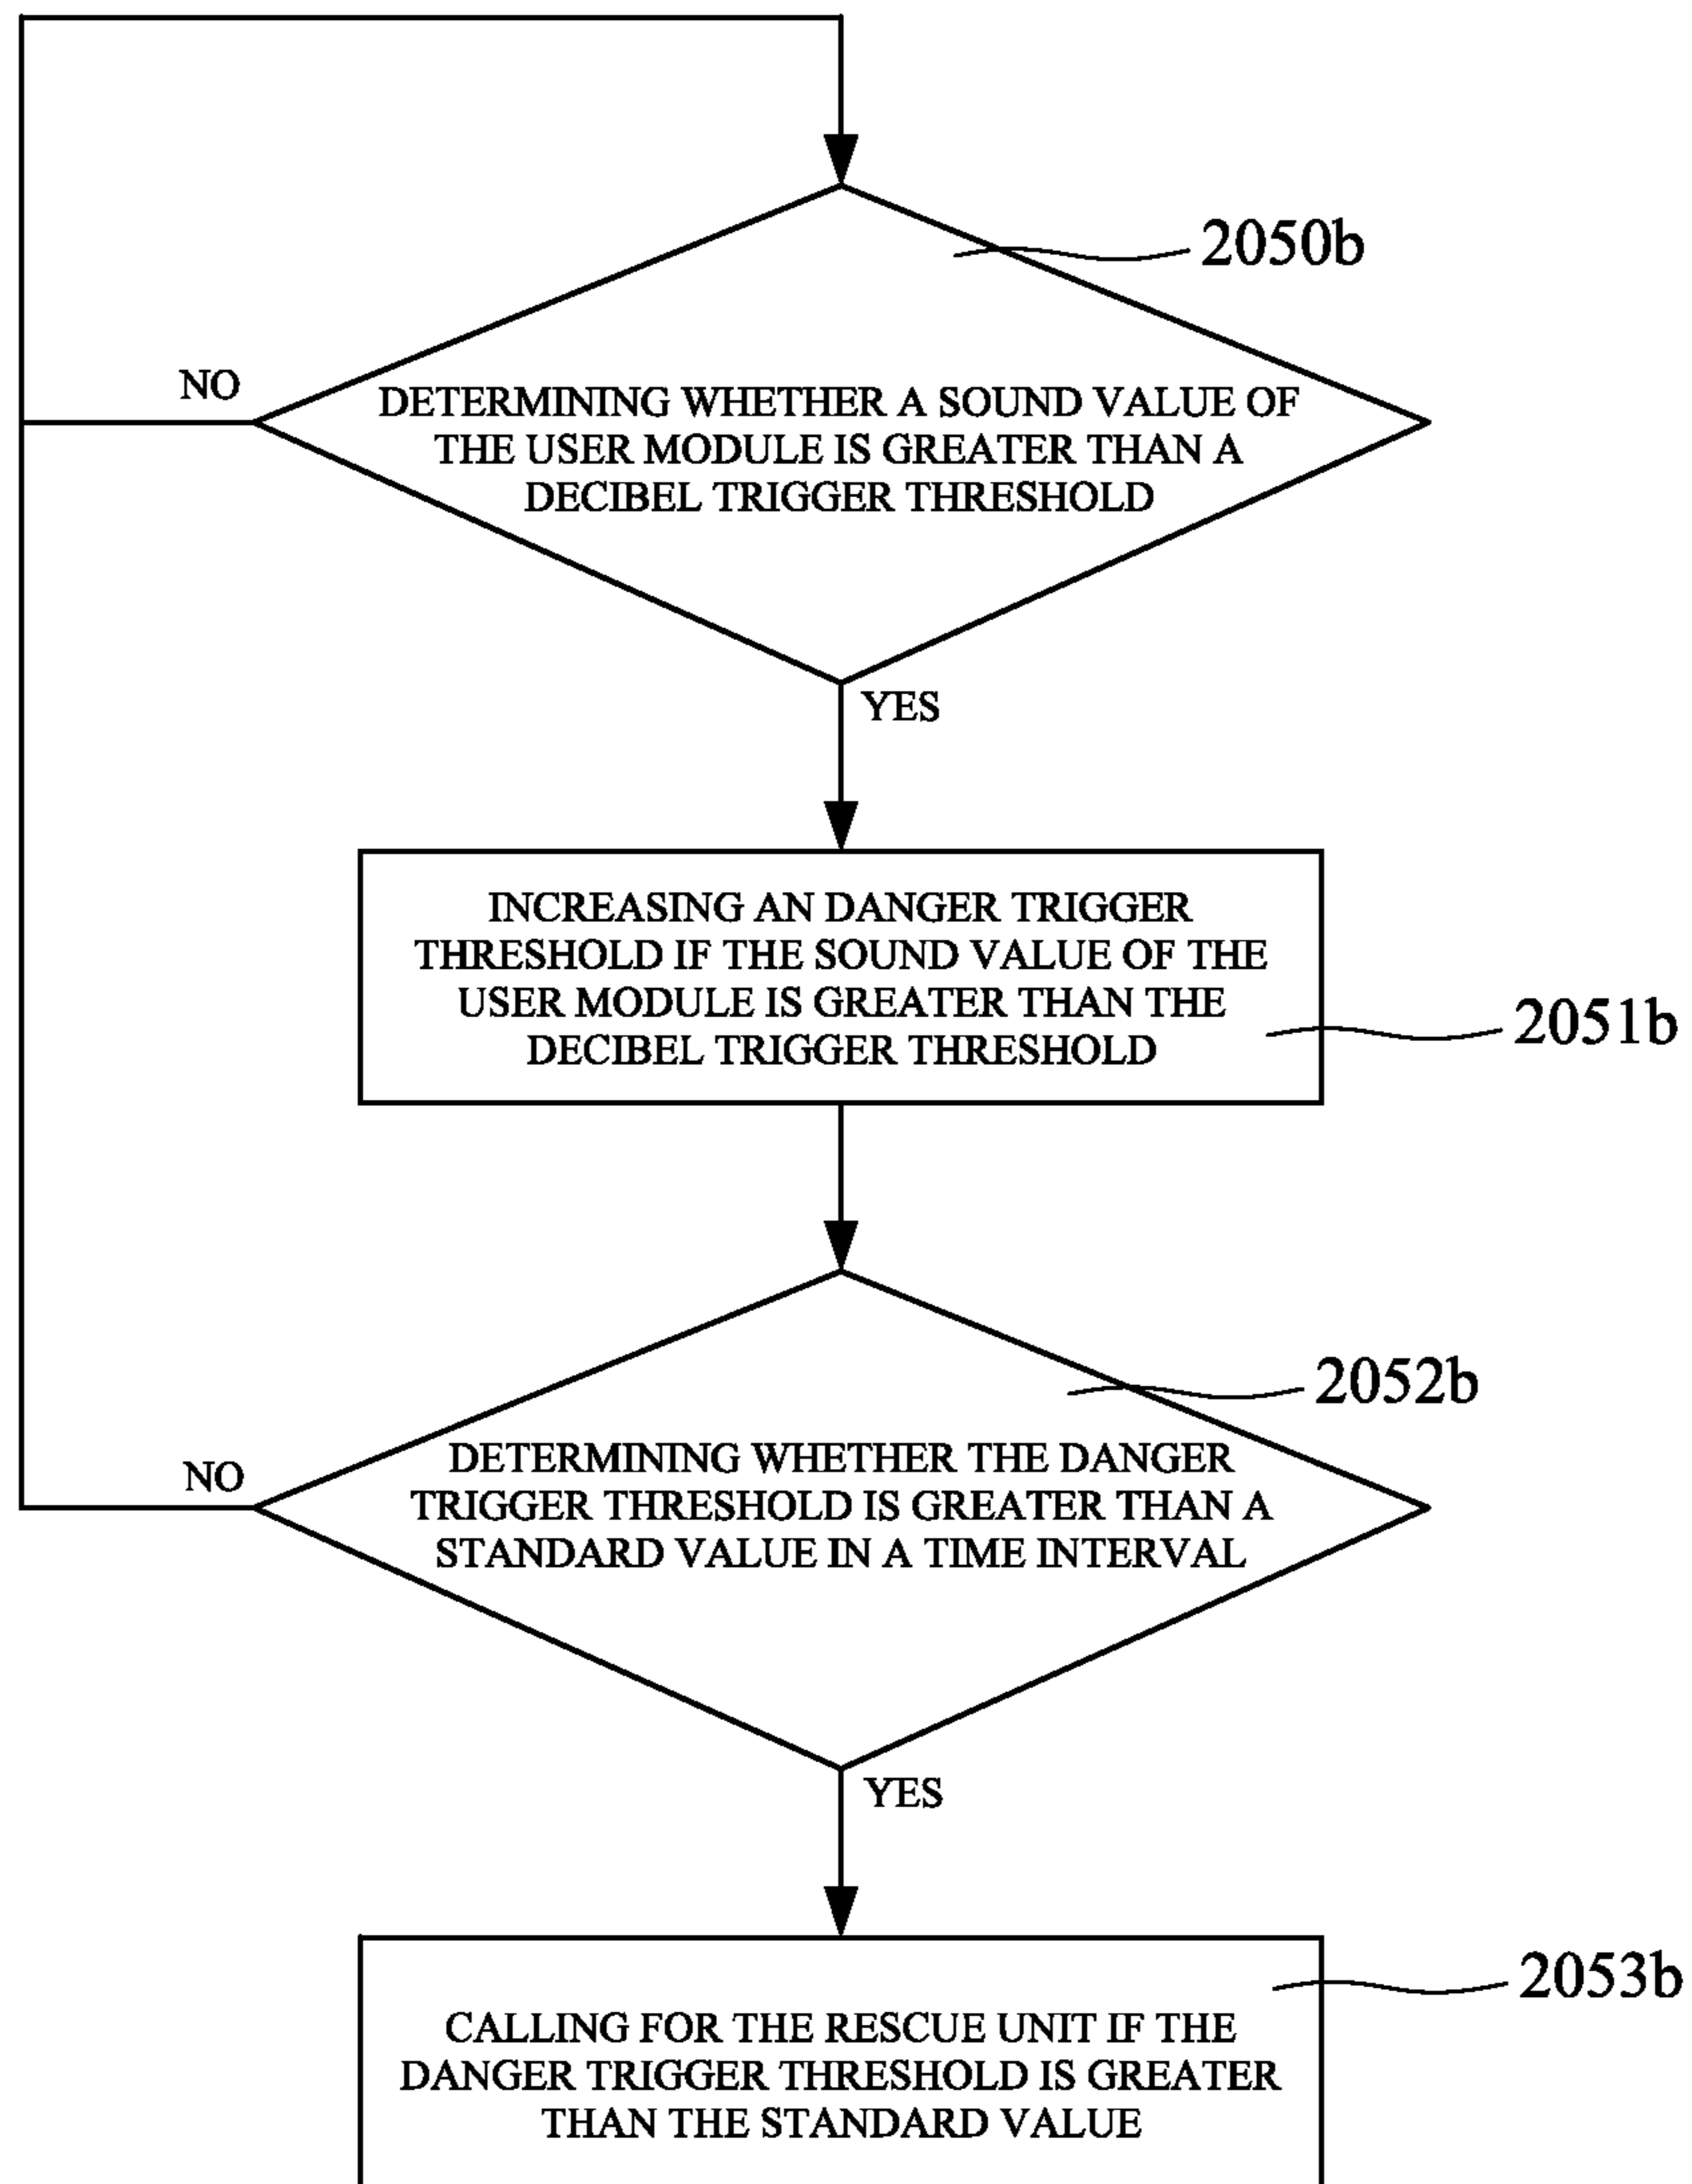 2050b
NO
DETERMINING WHETHER A SOUND VALUE OF
THE USER MODULE IS GREATER THAN A
DECIBEL TRIGGER THRESHOLD
YES
INCREASING AN DANGER TRIGGER
THRESHOLD IF THE SOUND VALUE OF THE
USER MODULE IS GREATER THAN THE
DECIBEL TRIGGER THRESHOLD
2051b
2052b
NO
DETERMINING WHETHER THE DANGER
TRIGGER THRESHOLD IS GREATER THAN A
STANDARD VALUE IN A TIME INTERVAL
YES
2053b
CALLING FOR THE RESCUE UNIT IF THE
DANGER TRIGGER THRESHOLD IS GREATER
THAN THE STANDARD VALUE